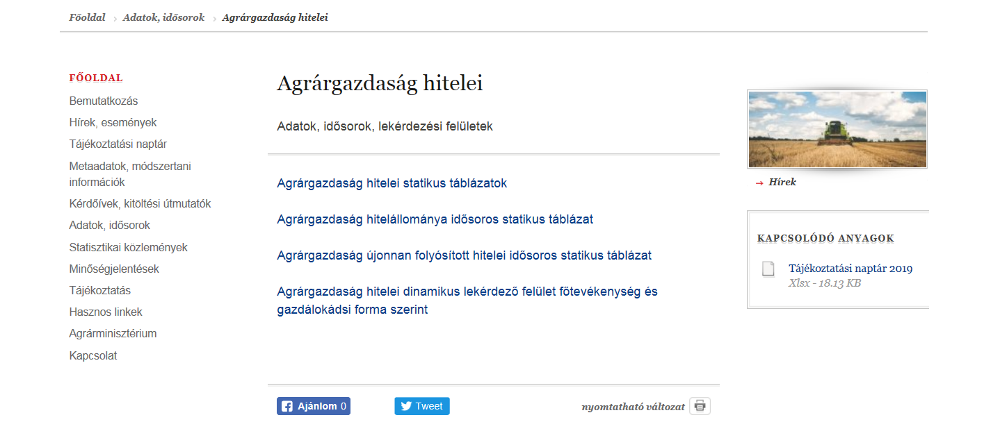 Főoldal > Adatok, idősorok > Agrárgazdaság hitelei
FŐOLDAL
Bemutatkozás
Hírek, események
Tájékoztatási naptár
Metaadatok, módszertani
információk
Kérdőívek, kitöltési útmutatók
Adatok, idősorok
Statisztikai közlemények
Minőségjelentések
Tájékoztatás
Hasznos linkek
Agrárminisztérium
Kapcsolat
Agrárgazdaság hitelei
Adatok, idősorok, lekérdezési felületek
Agrárgazdaság hitelei statikus táblázatok
Agrárgazdaság hitelállománya idősoros statikus táblázat
Agrárgazdaság újonnan folyósított hitelei idősoros statikus táblázat
Agrárgazdaság hitelei dinamikus lekérdező felület főtevékenység és
gazdálokádsi forma szerint
Ajánlom 0
Tweet
nyomtatható változat
→ Hírek
KAPCSOLÓDÓ ANYAGOK
Tájékoztatási naptár 2019
Xlsx - 18.13 KB